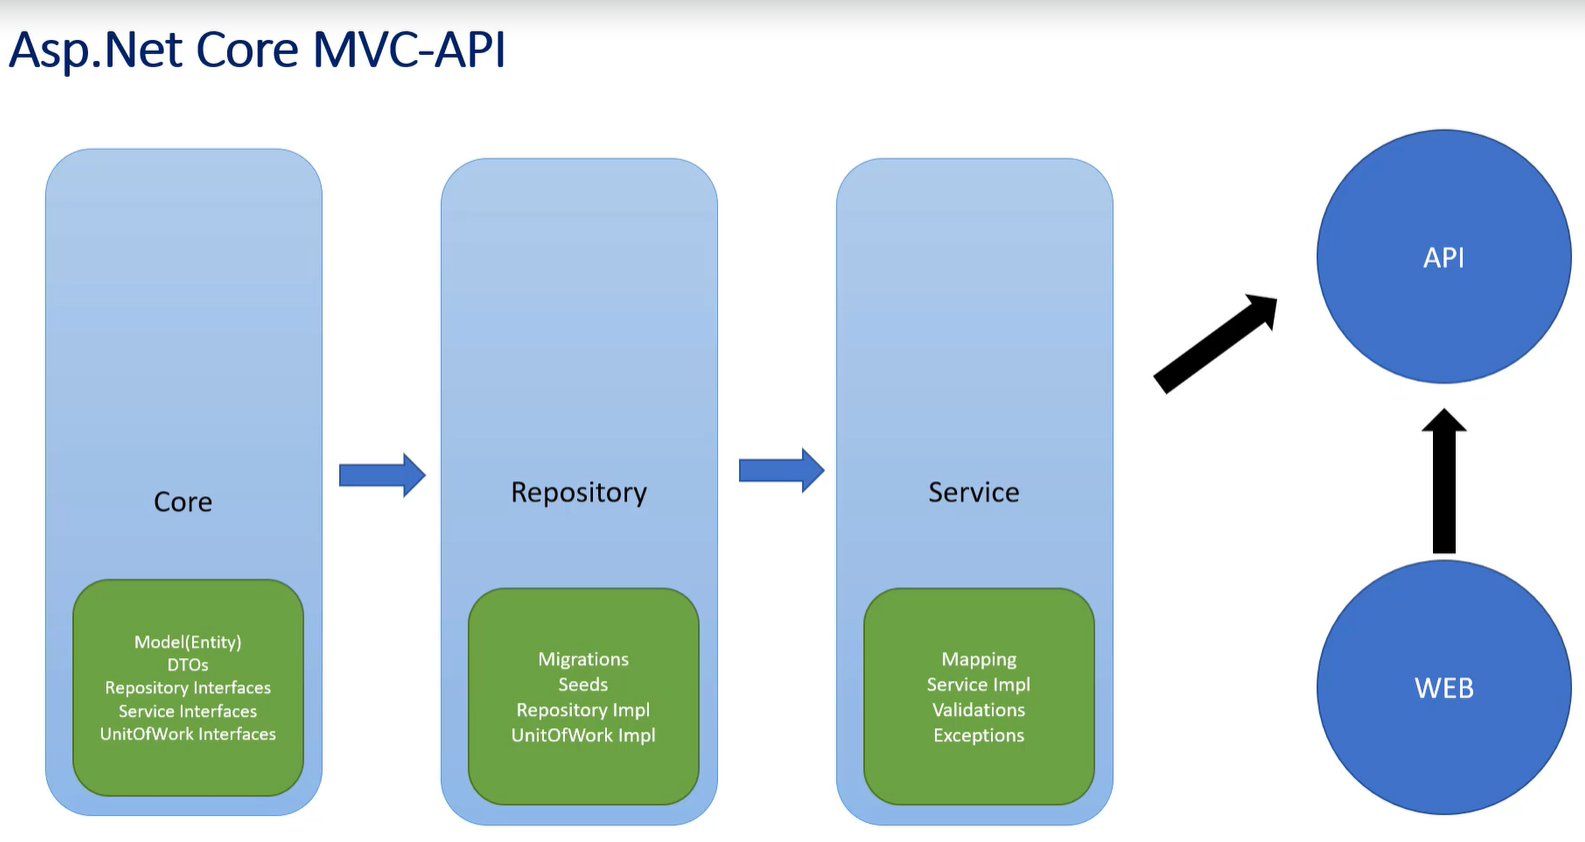 Asp.Net Core MVC-API
Core
Model(Entity)
DTOs
Repository Interfaces
Service Interfaces
UnitOfWork Interfaces
Repository
Migrations
Seeds
Repository Impl
UnitOfWork Impl
Service
Mapping
Service Impl
Validations
Exceptions
API
WEB